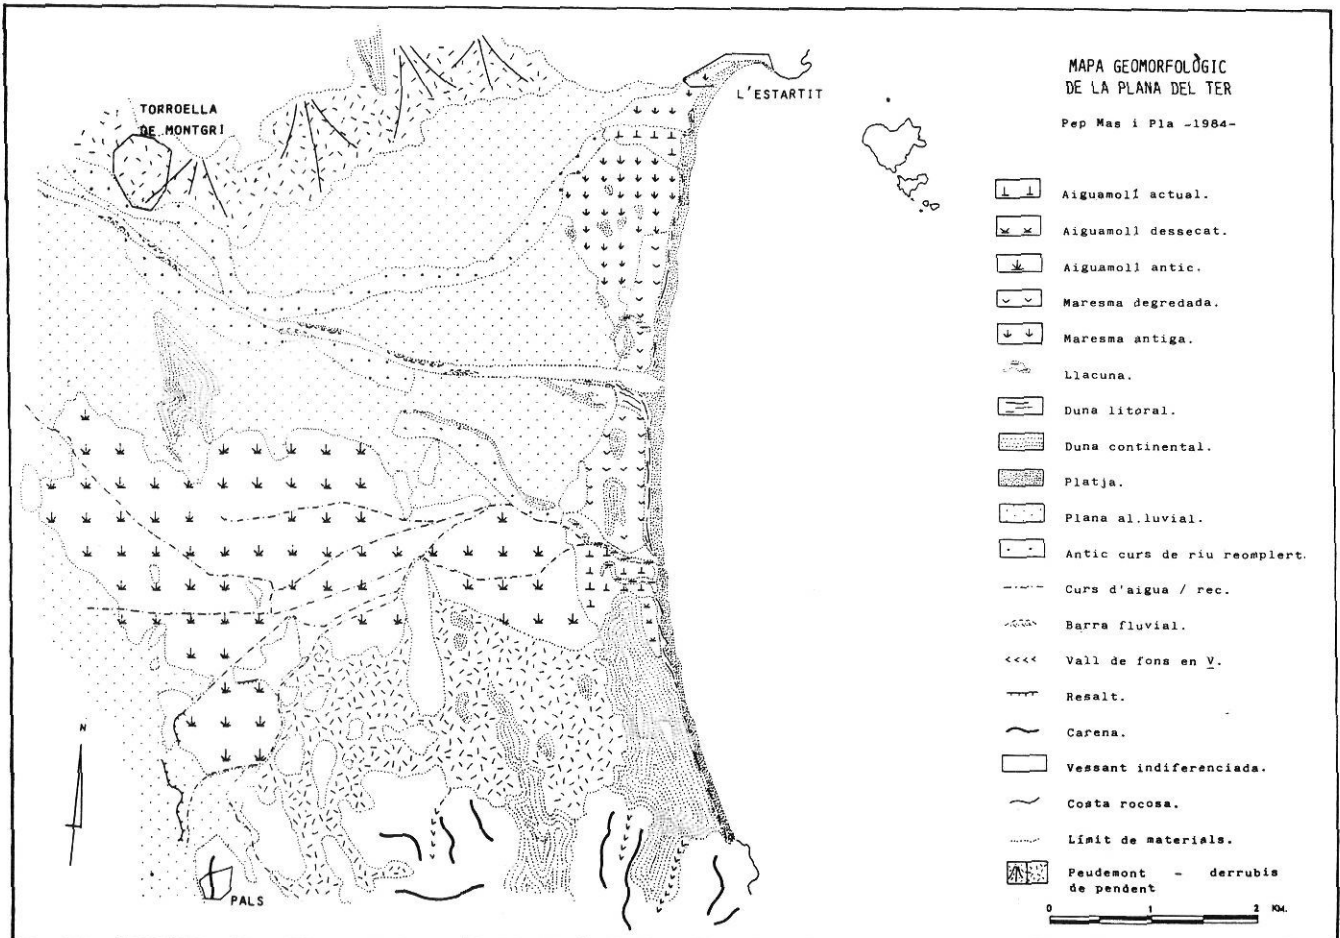 MAPA GEOMORFOLÒGIC
DE LA PLANA DEL TER
Pep Mas i Pla -1984-
TORROELLA
DE MONTGRI
L'ESTARTIT
PALS
N
Aiguamoll actual.
Aiguamoll dessecat.
Aiguamoll antic.
Maresma degredada.
Maresma antiga.
Llacuna.
Duna litoral.
Duna continental.
Platja.
Plana al.luvial.
Antic curs de riu reomplert.
Curs d'aigua / rec.
Barra fluvial.
Vall de fons en V.
Resalt.
Carena.
Vessant indiferenciada.
Costa rocosa.
Límit de materials.
Peudemont - derrubis
de pendent
0 1 2 KM.